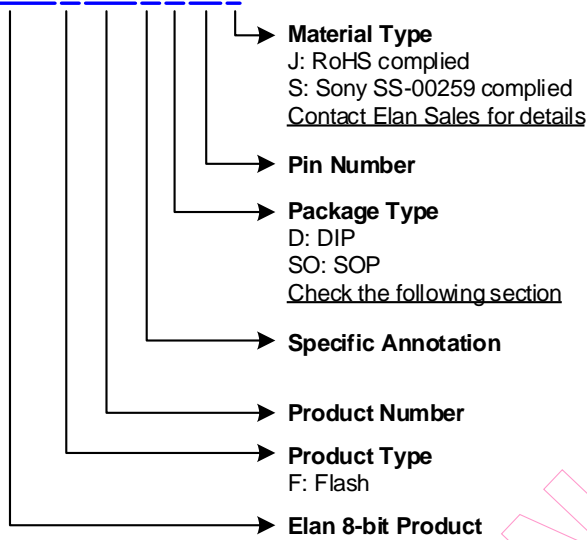 Material Type
J: RoHS complied
S: Sony SS-00259 complied
Contact Elan Sales for details
Pin Number
Package Type
D: DIP
SO: SOP
Check the following section
Specific Annotation
Product Number
Product Type
F: Flash
Elan 8-bit Product